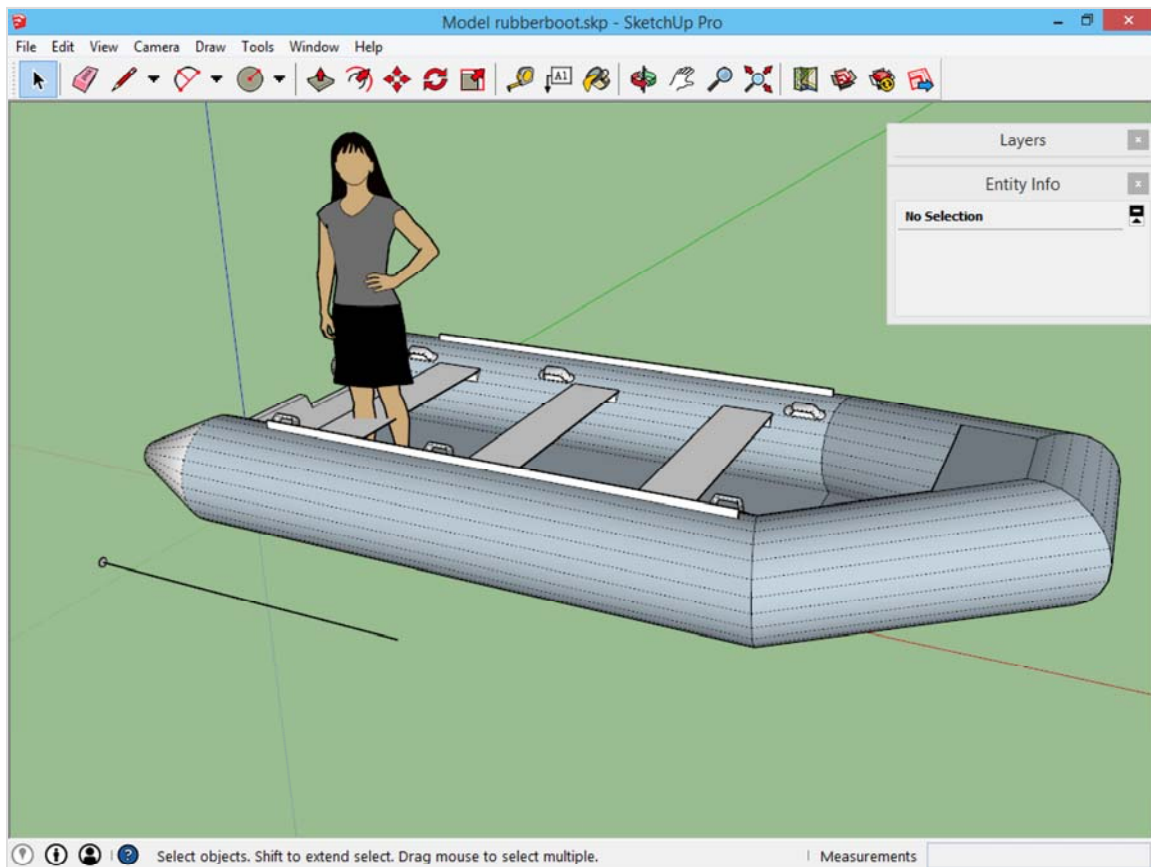 Model rubberboot.skp - SketchUp Pro
File Edit View Camera Draw Tools Window Help
A1
Layers
Entity Info
No Selection
Select objects. Shift to extend select. Drag mouse to select multiple.
Measurements